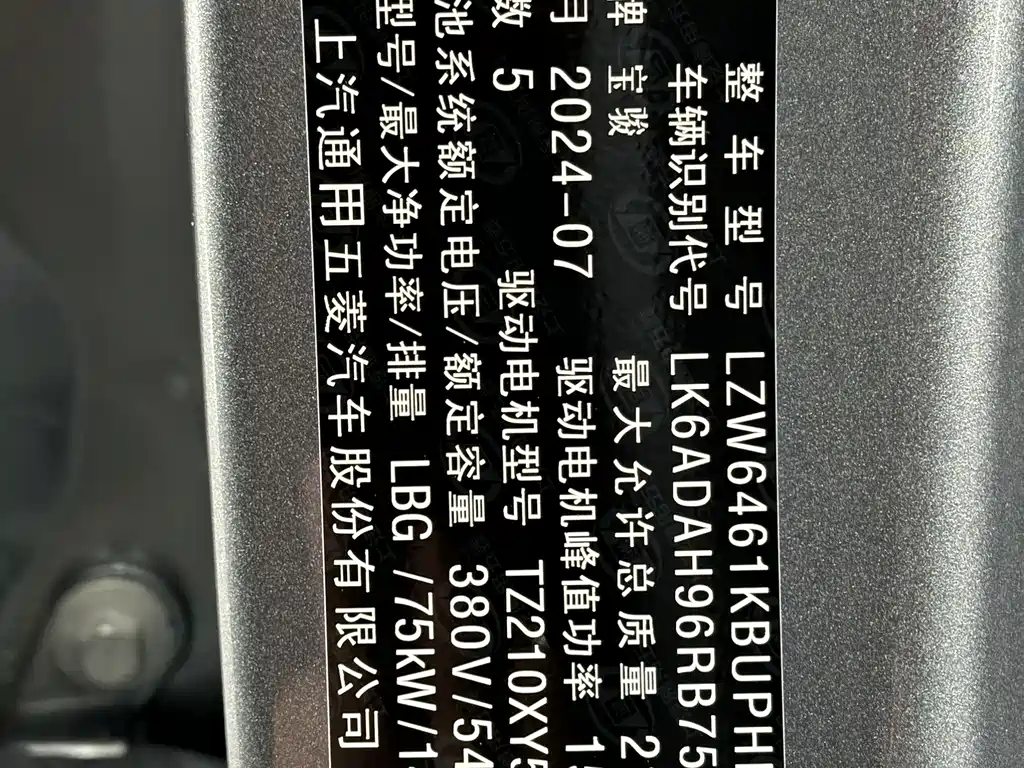 整车型号 LZW6461KBUPH
车辆识别代号 LK6ADAH96RB75
牌 宝骏 最大允许总质量 2
月 2024-07 驱动电机峰值功率 15
数 5 驱动电机型号 TZ210XY5
池系统额定电压/额定容量 380V/54
型号/最大净功率/排量 LBG /75kW/1
上汽通用五菱汽车股份有限公司